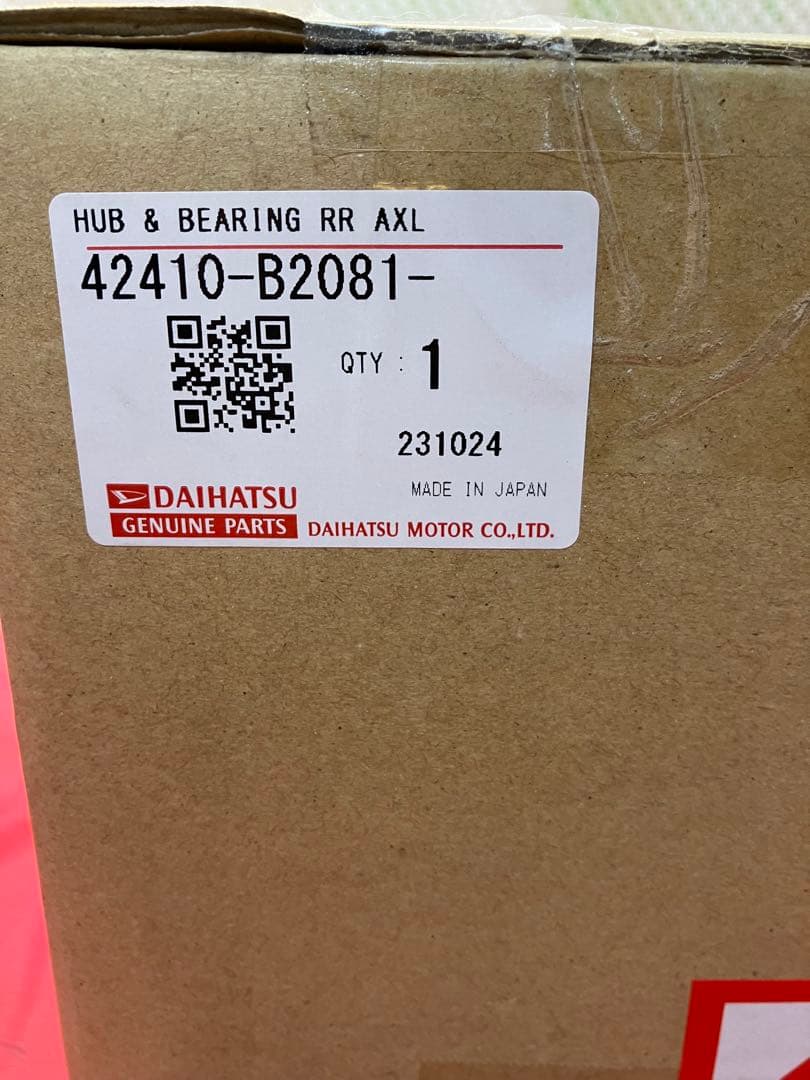 HUB & BEARING RR AXL
42410-B2081-
QTY : 1
231024
MADE IN JAPAN
DAIHATSU
GENUINE PARTS
DAIHATSU MOTOR CO.,LTD.